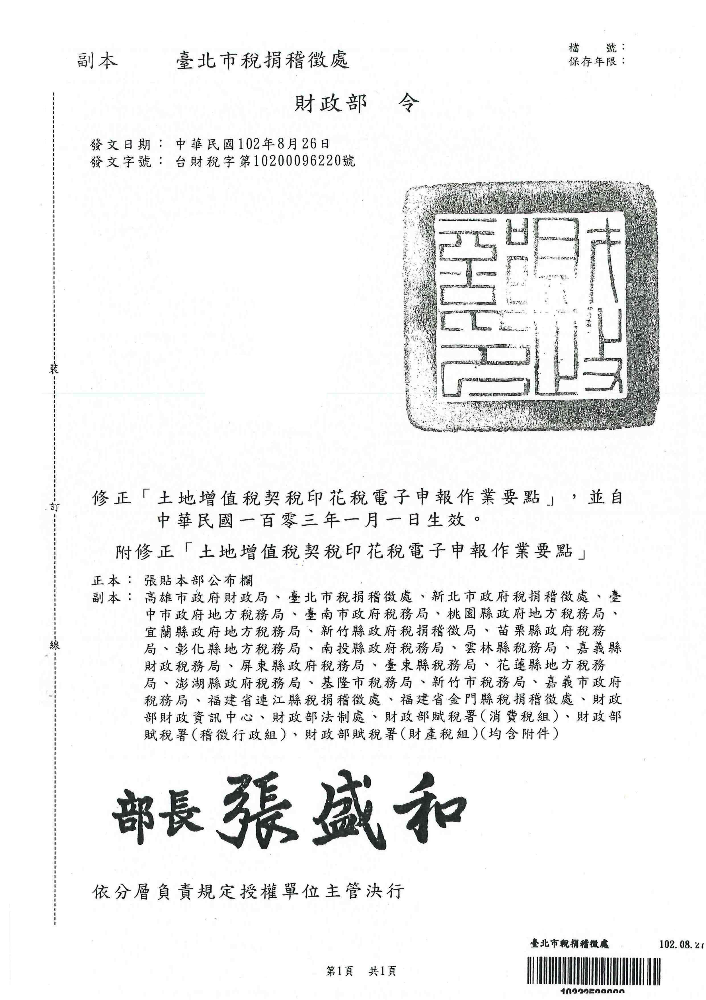 檔　　號：
保存年限：
副本　　臺北市稅捐稽徵處
財政部　令
發文日期：中華民國102年8月26日
發文字號：台財稅字第10200096220號
修正「土地增值稅契稅印花稅電子申報作業要點」，並自
中華民國一百零三年一月一日生效。
附修正「土地增值稅契稅印花稅電子申報作業要點」
正本：張貼本部公布欄
副本：高雄市政府財政局、臺北市稅捐稽徵處、新北市政府稅捐稽徵處、臺
中市政府地方稅務局、臺南市政府稅務局、桃園縣政府地方稅務局、
宜蘭縣政府地方稅務局、新竹縣政府稅捐稽徵局、苗栗縣政府稅務
局、彰化縣地方稅務局、南投縣政府稅務局、雲林縣稅務局、嘉義縣
財政稅務局、屏東縣政府稅務局、臺東縣稅務局、花蓮縣地方稅務
局、澎湖縣政府稅務局、基隆市稅務局、新竹市稅務局、嘉義市政府
稅務局、福建省連江縣稅捐稽徵處、福建省金門縣稅捐稽徵處、財政
部財政資訊中心、財政部法制處、財政部賦稅署(消費稅組)、財政部
賦稅署(稽徵行政組)、財政部賦稅署(財產稅組)(均含附件)
部長 張盛和
依分層負責規定授權單位主管決行
裝
訂
線
臺北市稅捐稽徵處　102.08.27
第1頁　共1頁